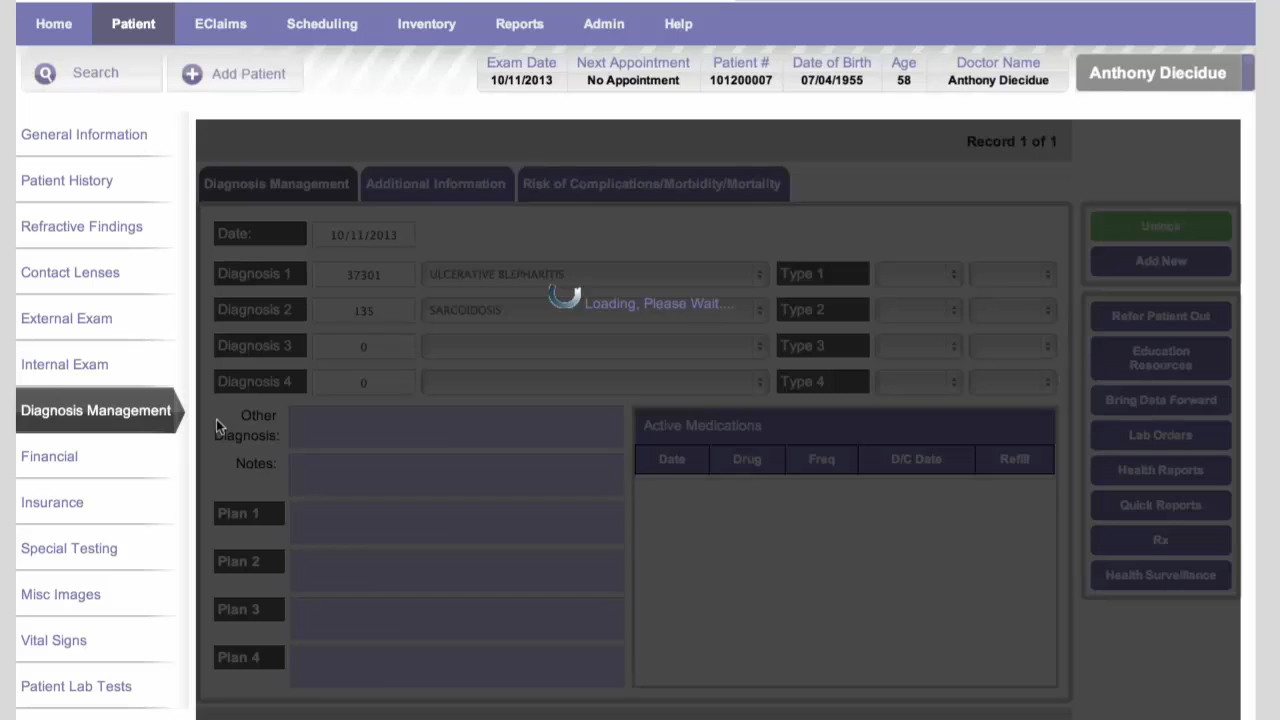 Home Patient EClaims Scheduling Inventory Reports Admin Help
Search Add Patient
Exam Date Next Appointment Patient # Date of Birth Age Doctor Name
10/11/2013 No Appointment 101200007 07/04/1955 58 Anthony Diecidue
Anthony Diecidue
General Information
Patient History
Refractive Findings
Contact Lenses
External Exam
Internal Exam
Diagnosis Management
Financial
Insurance
Special Testing
Misc Images
Vital Signs
Patient Lab Tests
Record 1 of 1
Diagnosis Management Additional Information Risk of Complications/Morbidity/Mortality
Date: 10/11/2013
Diagnosis 1 37301 ULCERATIVE BLEPHARITIS Type 1
Loading, Please Wait....
Diagnosis 2 135 SARCOIDOSIS Type 2
Diagnosis 3 0 Type 3
Diagnosis 4 0 Type 4
Other
Diagnosis:
Notes:
Plan 1
Plan 2
Plan 3
Plan 4
Active Medications
Date Drug Freq D/C Date Refill
Unlock
Add New
Refer Patient Out
Education
Resources
Bring Data Forward
Lab Orders
Health Reports
Quick Reports
Rx
Health Surveillance